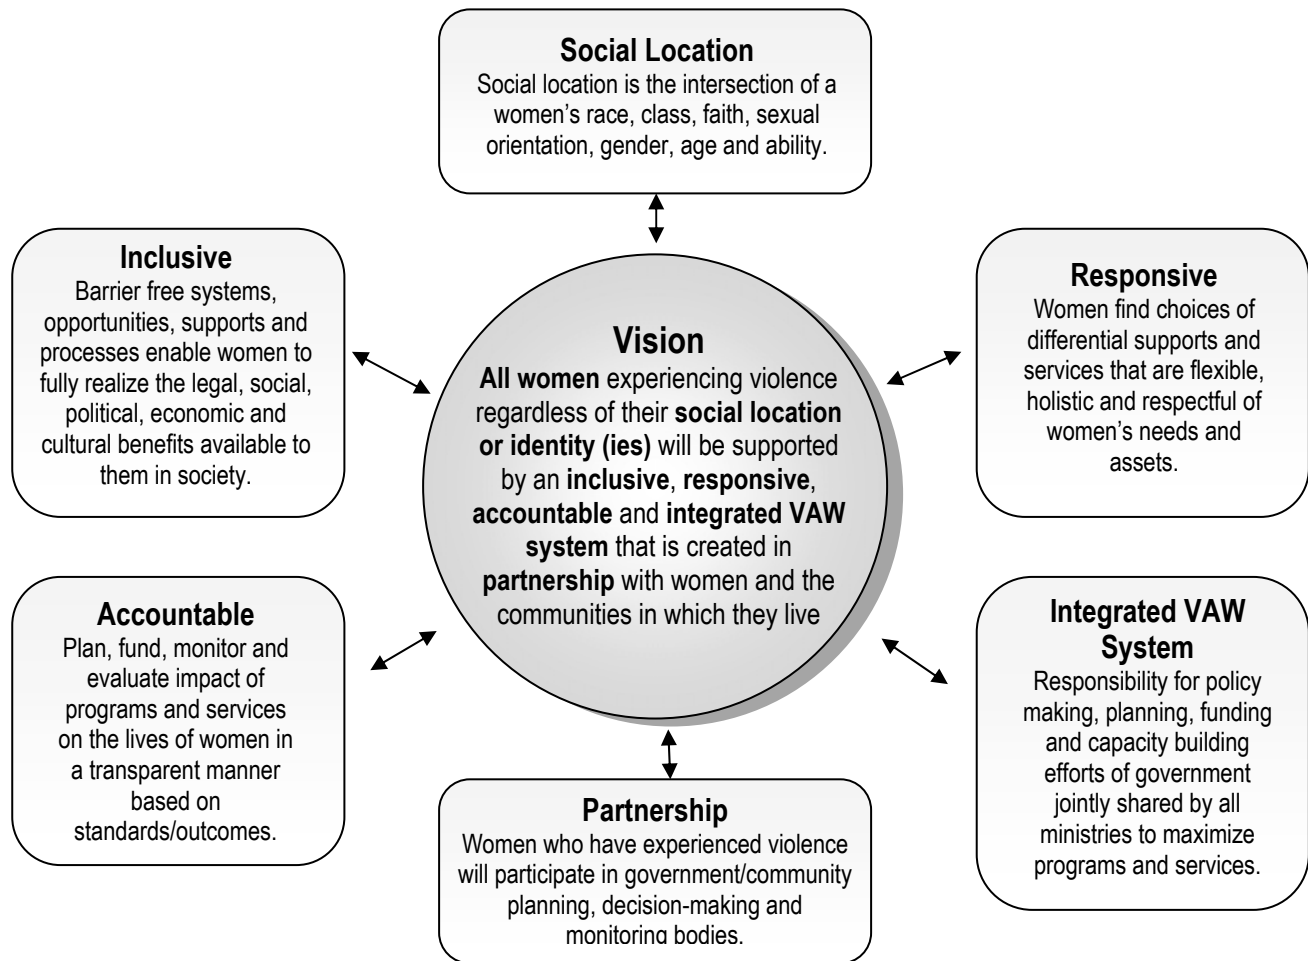 Social Location
Social location is the intersection of a
women’s race, class, faith, sexual
orientation, gender, age and ability.
Inclusive
Barrier free systems,
opportunities, supports and
processes enable women to
fully realize the legal, social,
political, economic and
cultural benefits available to
them in society.
Vision
All women experiencing violence
regardless of their social location
or identity (ies) will be supported
by an inclusive, responsive,
accountable and integrated VAW
system that is created in
partnership with women and the
communities in which they live
Responsive
Women find choices of
differential supports and
services that are flexible,
holistic and respectful of
women’s needs and
assets.
Accountable
Plan, fund, monitor and
evaluate impact of
programs and services
on the lives of women in
a transparent manner
based on
standards/outcomes.
Partnership
Women who have experienced violence
will participate in government/community
planning, decision-making and
monitoring bodies.
Integrated VAW
System
Responsibility for policy
making, planning, funding
and capacity building
efforts of government
jointly shared by all
ministries to maximize
programs and services.